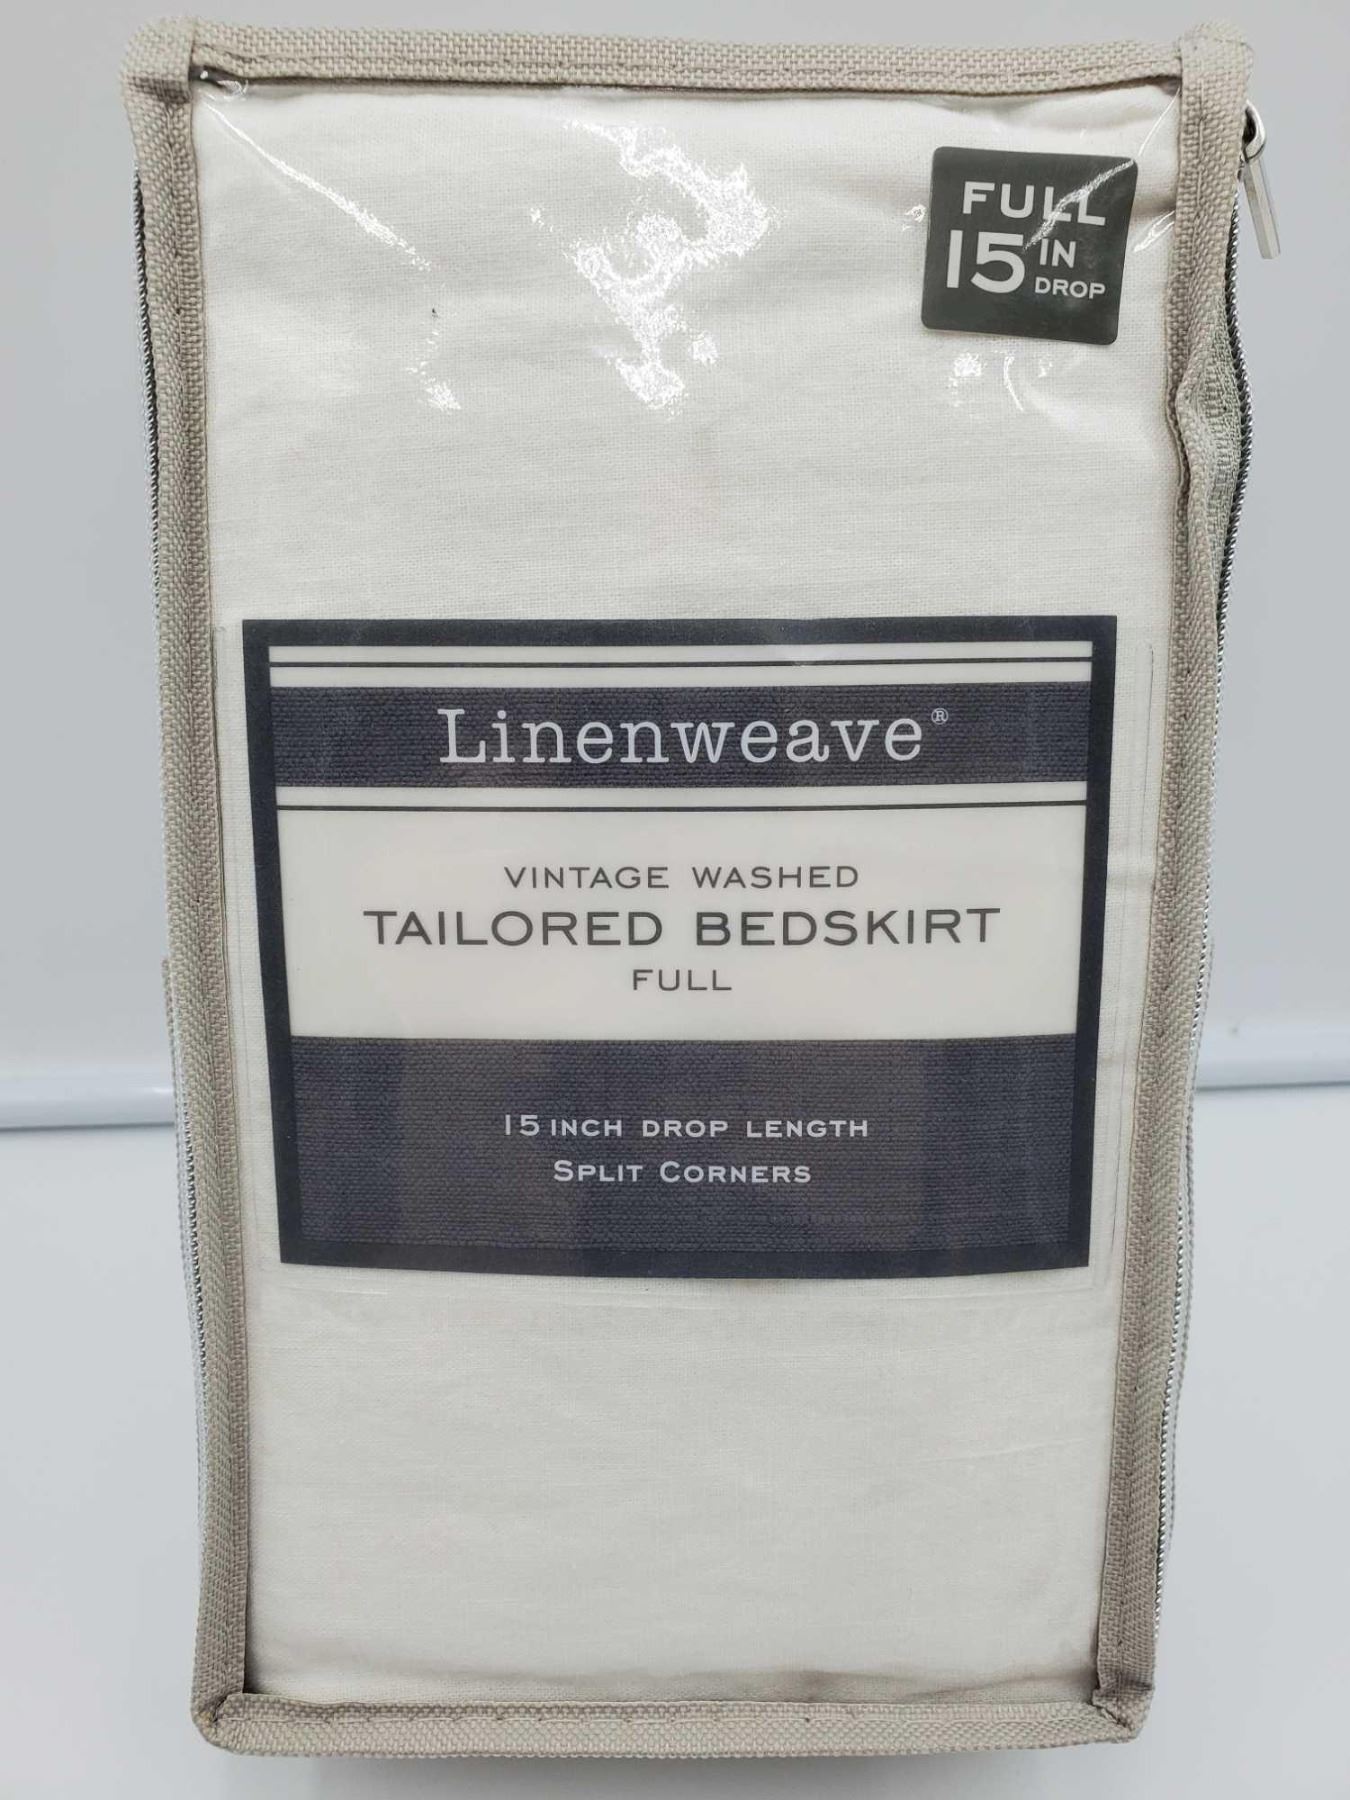 FULL
15 IN
DROP
Linenweave®
VINTAGE WASHED
TAILORED BEDSKIRT
FULL
15 INCH DROP LENGTH
SPLIT CORNERS